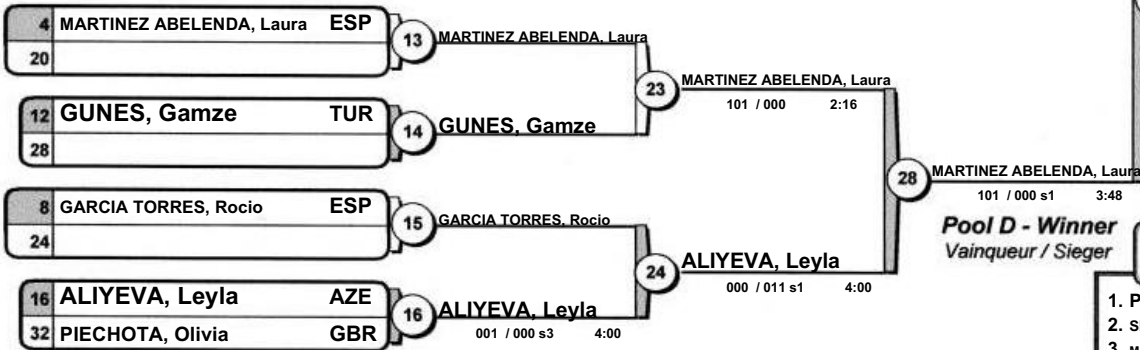 4 MARTINEZ ABELENDA, Laura ESP
20
13 MARTINEZ ABELENDA, Laura
12 GUNES, Gamze TUR
28
14 GUNES, Gamze
23 MARTINEZ ABELENDA, Laura
101 / 000 2:16
8 GARCIA TORRES, Rocio ESP
24
15 GARCIA TORRES, Rocio
16 ALIYEVA, Leyla AZE
32 PIECHOTA, Olivia GBR
16 ALIYEVA, Leyla
001 / 000 s3 4:00
24 ALIYEVA, Leyla
000 / 011 s1 4:00
28 MARTINEZ ABELENDA, Laura
101 / 000 s1 3:48
Pool D - Winner
Vainqueur / Sieger
1.
2.
3.